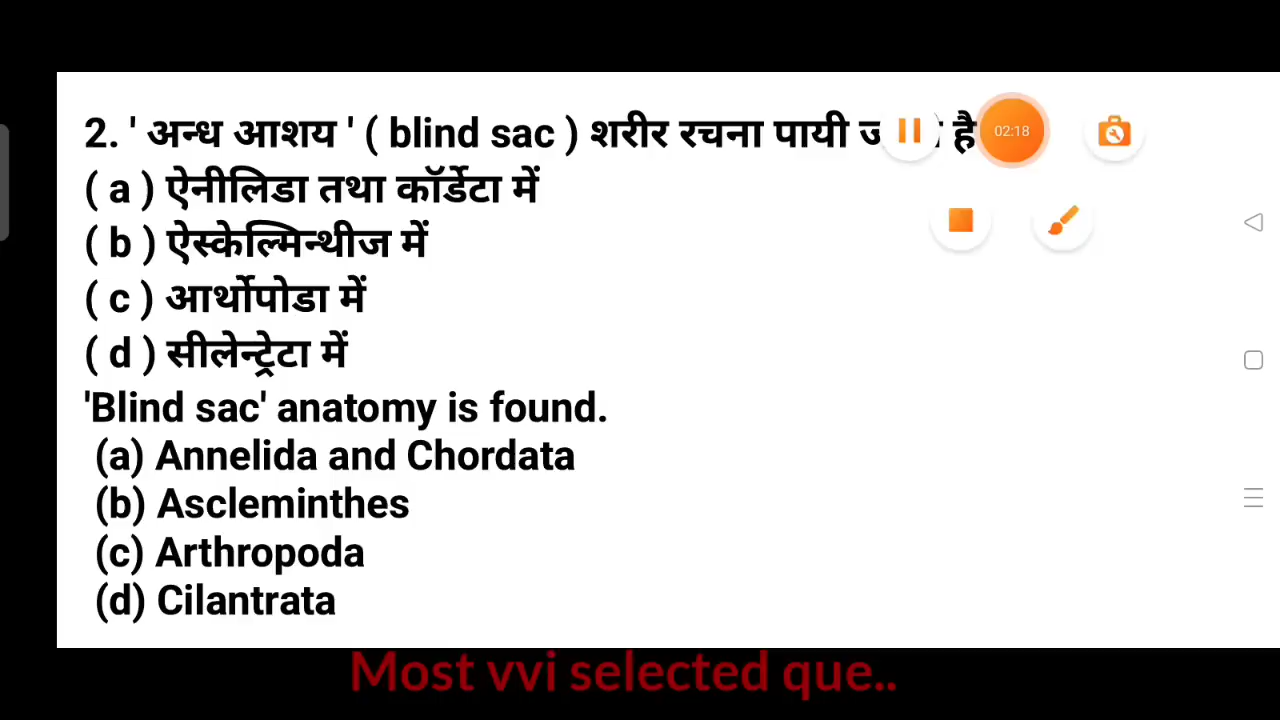 2. ' अन्ध आशय ' ( blind sac ) शरीर रचना पायी है
02:18
( a ) ऐनीलिडा तथा कॉर्डेटा में
( b ) ऐस्केल्मिन्थीज में
( c ) आर्थोपोडा में
( d ) सीलेन्ट्रेटा में
'Blind sac' anatomy is found.
(a) Annelida and Chordata
(b) Ascleminthes
(c) Arthropoda
(d) Cilantrata
Most vvi selected que..